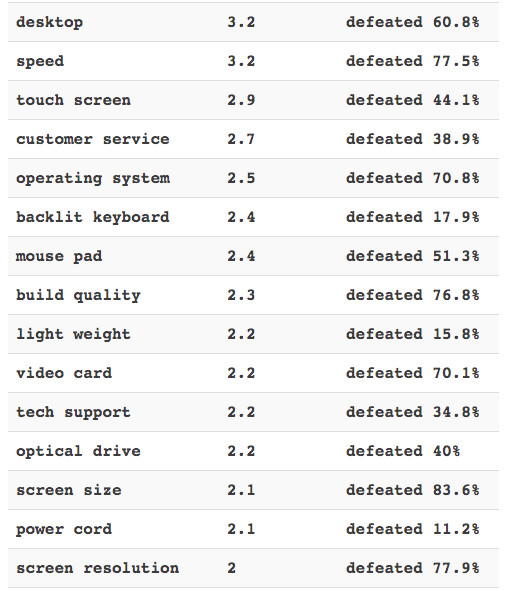 desktop 3.2 defeated 60.8%
speed 3.2 defeated 77.5%
touch screen 2.9 defeated 44.1%
customer service 2.7 defeated 38.9%
operating system 2.5 defeated 70.8%
backlit keyboard 2.4 defeated 17.9%
mouse pad 2.4 defeated 51.3%
build quality 2.3 defeated 76.8%
light weight 2.2 defeated 15.8%
video card 2.2 defeated 70.1%
tech support 2.2 defeated 34.8%
optical drive 2.2 defeated 40%
screen size 2.1 defeated 83.6%
power cord 2.1 defeated 11.2%
screen resolution 2 defeated 77.9%